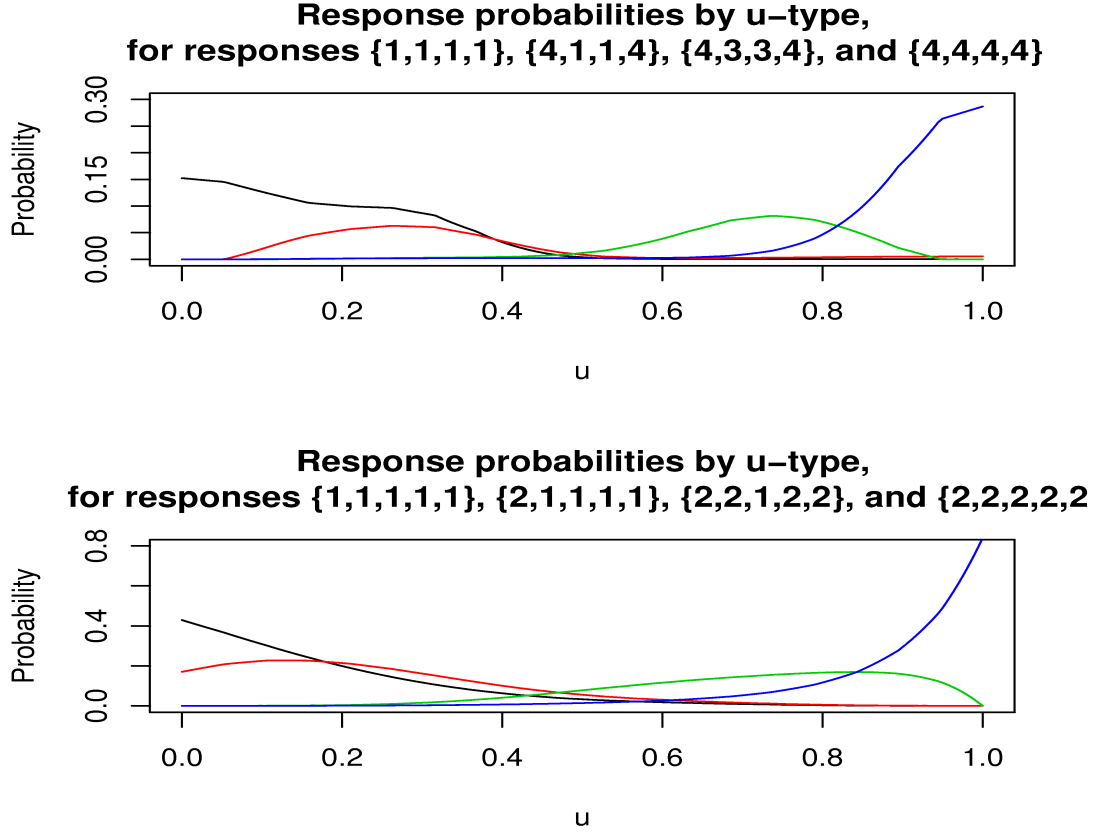 Response probabilities by u−type,
for responses {1,1,1,1}, {4,1,1,4}, {4,3,3,4}, and {4,4,4,4}
Probability
0.30
0.15
0.00
0.0 0.2 0.4 0.6 0.8 1.0
u
Response probabilities by u−type,
for responses {1,1,1,1,1}, {2,1,1,1,1}, {2,2,1,2,2}, and {2,2,2,2,2
Probability
0.8
0.4
0.0
0.0 0.2 0.4 0.6 0.8 1.0
u